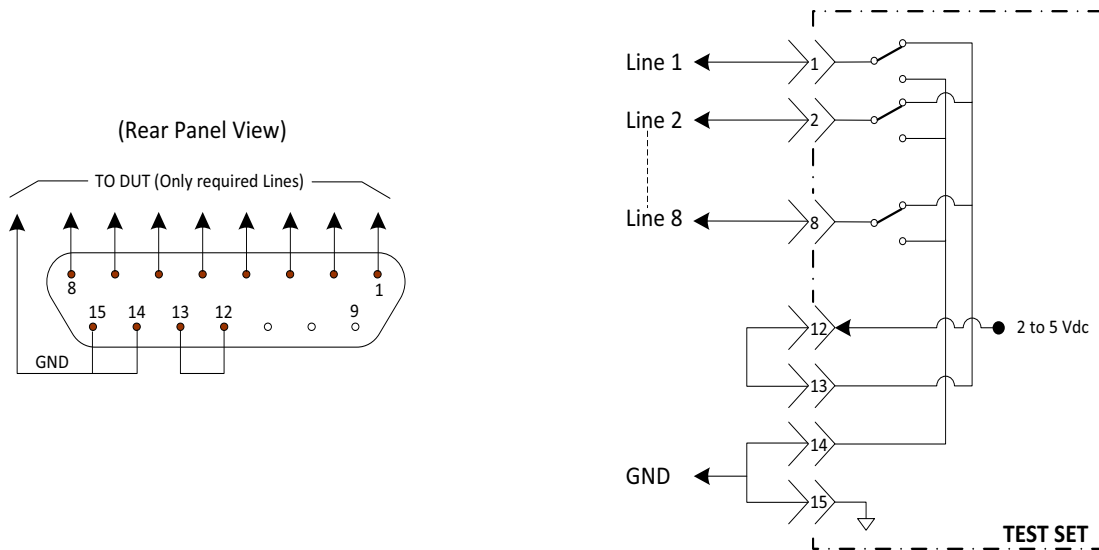 (Rear Panel View)
TO DUT (Only required Lines)
8
1
15
14
13
12
9
GND
Line 1
1
Line 2
2
Line 8
8
12
2 to 5 Vdc
13
14
GND
15
TEST SET